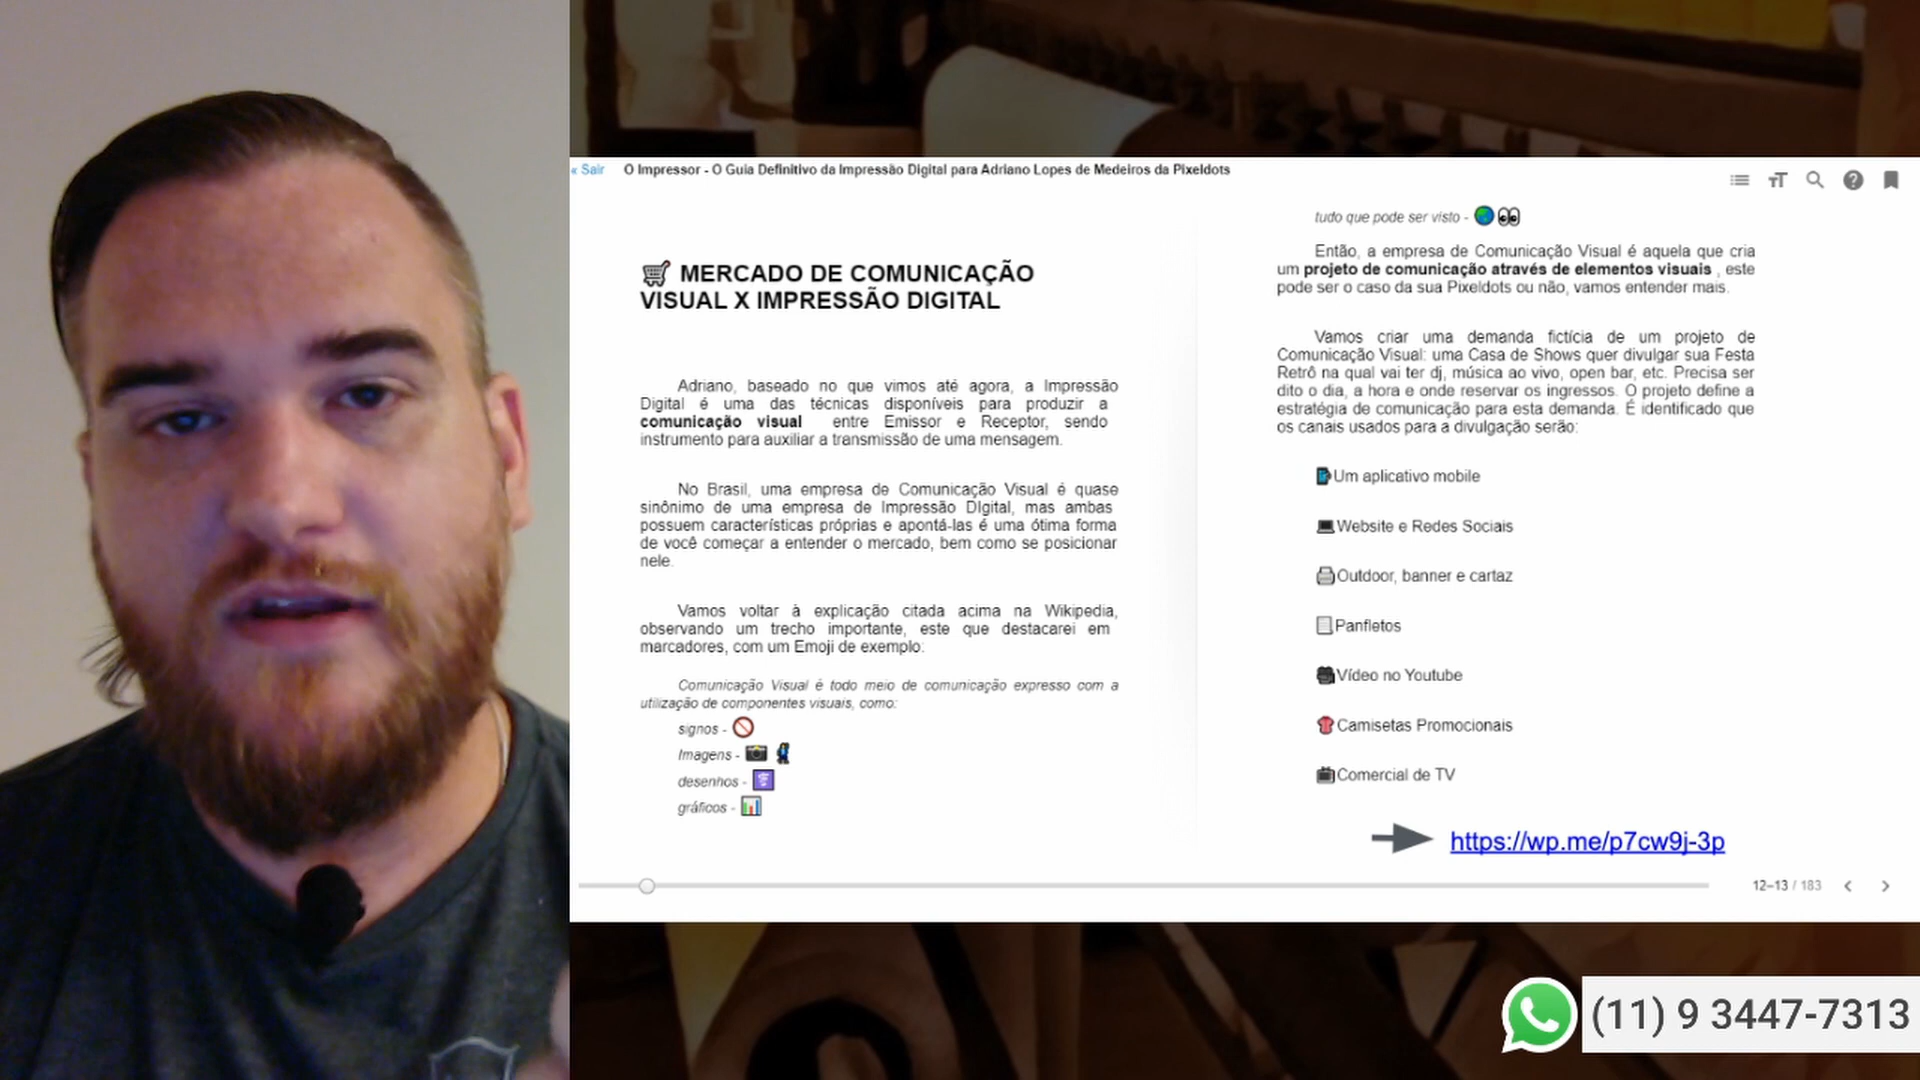 « Sair
O Impressor - O Guia Definitivo da Impressão Digital para Adriano Lopes de Medeiros da Pixeldots
🛒 MERCADO DE COMUNICAÇÃO
VISUAL X IMPRESSÃO DIGITAL
Adriano, baseado no que vimos até agora, a Impressão
Digital é uma das técnicas disponíveis para produzir a
comunicação visual entre Emissor e Receptor, sendo
instrumento para auxiliar a transmissão de uma mensagem.
No Brasil, uma empresa de Comunicação Visual é quase
sinônimo de uma empresa de Impressão DIgital, mas ambas
possuem características próprias e apontá-las é uma ótima forma
de você começar a entender o mercado, bem como se posicionar
nele.
Vamos voltar à explicação citada acima na Wikipedia,
observando um trecho importante, este que destacarei em
marcadores, com um Emoji de exemplo:
Comunicação Visual é todo meio de comunicação expresso com a
utilização de componentes visuais, como:
signos -
Imagens -
desenhos -
gráficos -
tudo que pode ser visto -
Então, a empresa de Comunicação Visual é aquela que cria
um projeto de comunicação através de elementos visuais , este
pode ser o caso da sua Pixeldots ou não, vamos entender mais.
Vamos criar uma demanda fictícia de um projeto de
Comunicação Visual: uma Casa de Shows quer divulgar sua Festa
Retrô na qual vai ter dj, música ao vivo, open bar, etc. Precisa ser
dito o dia, a hora e onde reservar os ingressos. O projeto define a
estratégia de comunicação para esta demanda. É identificado que
os canais usados para a divulgação serão:
Um aplicativo mobile
Website e Redes Sociais
Outdoor, banner e cartaz
Panfletos
Vídeo no Youtube
Camisetas Promocionais
Comercial de TV
https://wp.me/p7cw9j-3p
12–13 / 183
(11) 9 3447-7313